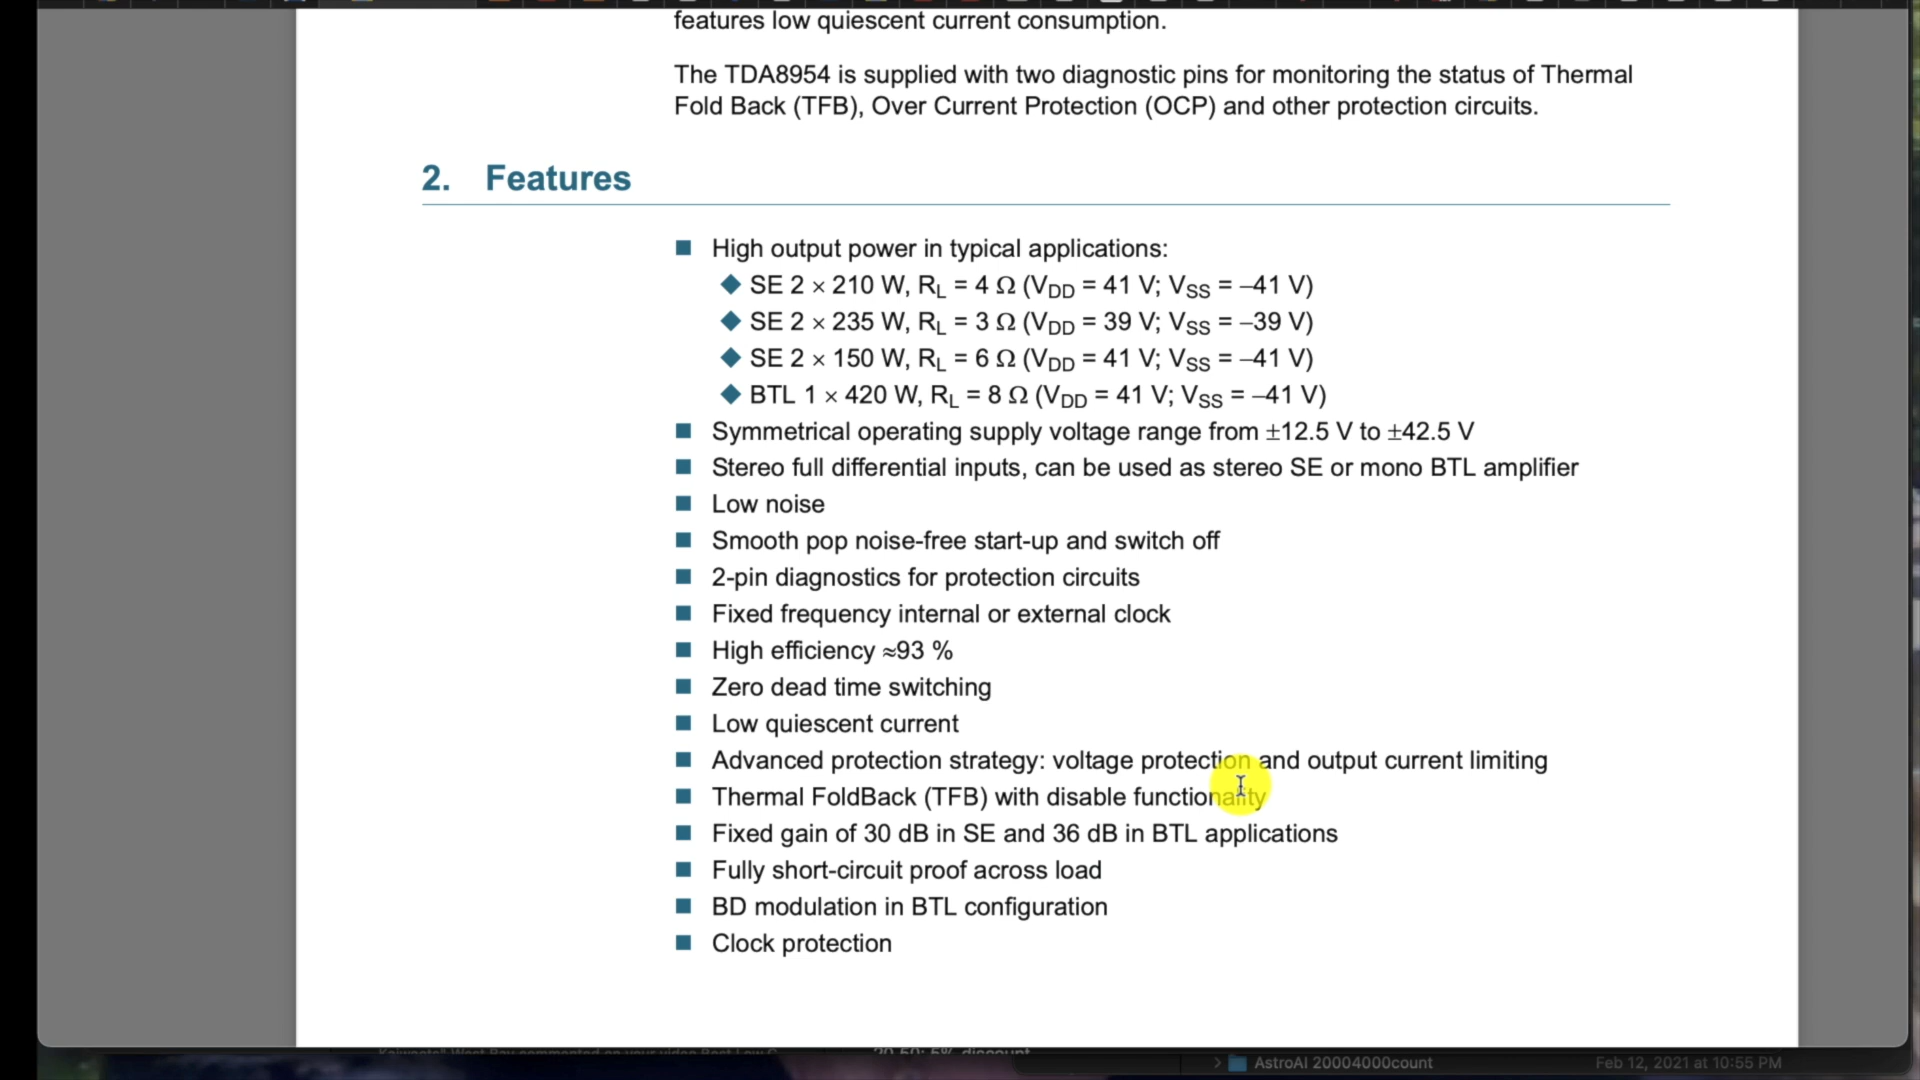 features low quiescent current consumption.
The TDA8954 is supplied with two diagnostic pins for monitoring the status of Thermal
Fold Back (TFB), Over Current Protection (OCP) and other protection circuits.
2. Features
High output power in typical applications:
SE 2 × 210 W, RL = 4 Ω (VDD = 41 V; VSS = –41 V)
SE 2 × 235 W, RL = 3 Ω (VDD = 39 V; VSS = –39 V)
SE 2 × 150 W, RL = 6 Ω (VDD = 41 V; VSS = –41 V)
BTL 1 × 420 W, RL = 8 Ω (VDD = 41 V; VSS = –41 V)
Symmetrical operating supply voltage range from ±12.5 V to ±42.5 V
Stereo full differential inputs, can be used as stereo SE or mono BTL amplifier
Low noise
Smooth pop noise-free start-up and switch off
2-pin diagnostics for protection circuits
Fixed frequency internal or external clock
High efficiency ≈93 %
Zero dead time switching
Low quiescent current
Advanced protection strategy: voltage protection and output current limiting
Thermal FoldBack (TFB) with disable functionality
Fixed gain of 30 dB in SE and 36 dB in BTL applications
Fully short-circuit proof across load
BD modulation in BTL configuration
Clock protection
AstroAI 20004000count Feb 12, 2021 at 10:55 PM